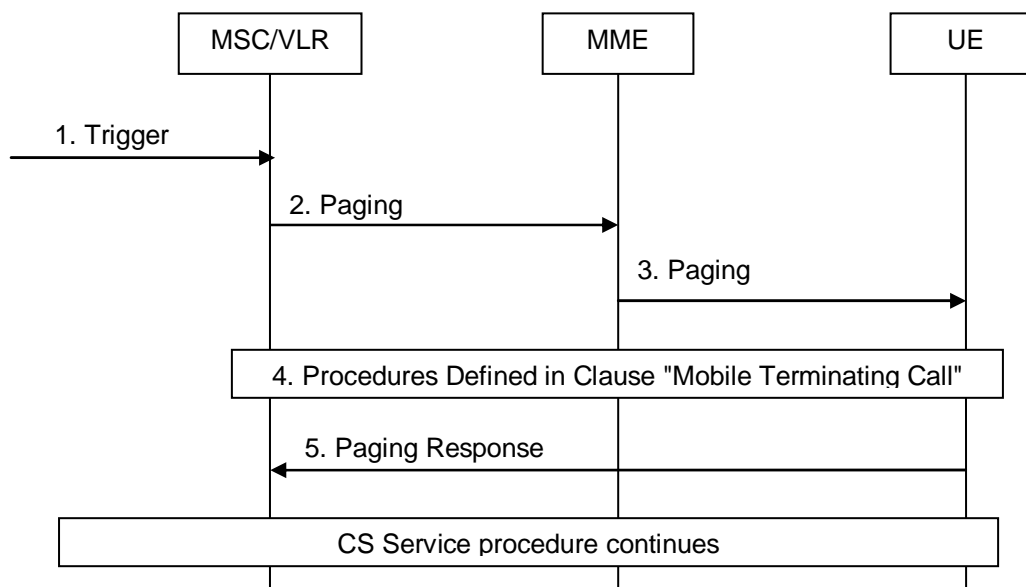 MSC/VLR
MME
UE
1. Trigger
2. Paging
3. Paging
4. Procedures Defined in Clause "Mobile Terminating Call"
5. Paging Response
CS Service procedure continues